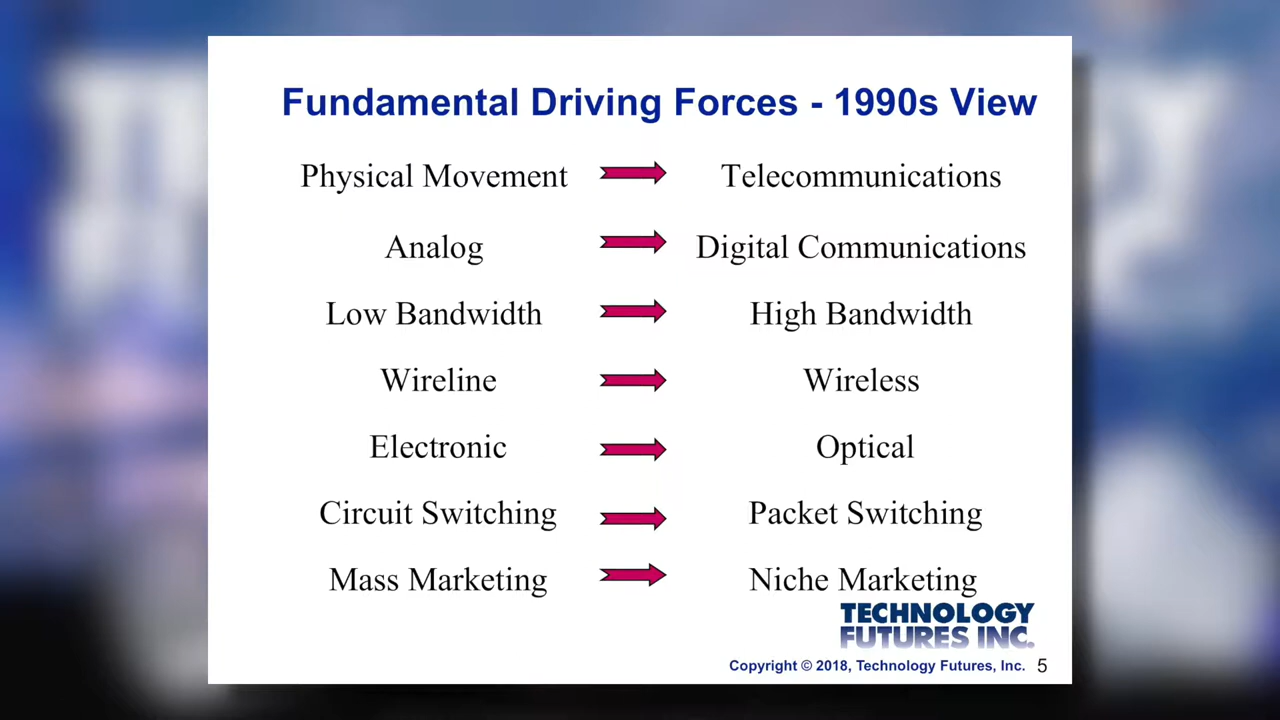 Fundamental Driving Forces - 1990s View
Physical Movement Telecommunications
Analog Digital Communications
Low Bandwidth High Bandwidth
Wireline Wireless
Electronic Optical
Circuit Switching Packet Switching
Mass Marketing Niche Marketing
TECHNOLOGY
FUTURES INC.
Copyright © 2018, Technology Futures, Inc. 5